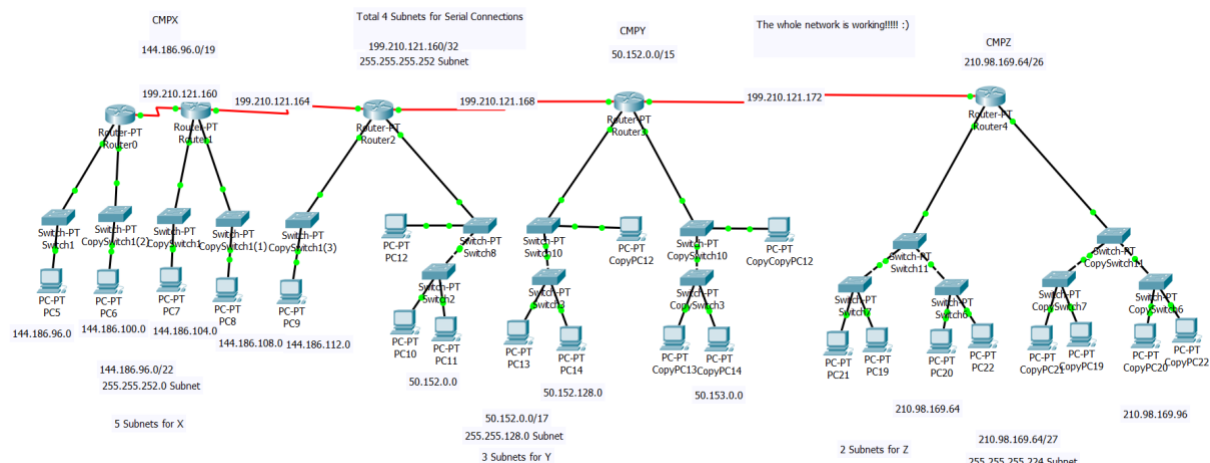 CMPX
144.186.96.0/19
Total 4 Subnets for Serial Connections
199.210.121.160/32
255.255.255.252 Subnet
CMPY
50.152.0.0/15
The whole network is working!!!!! :)
CMPZ
210.98.169.64/26
199.210.121.160
199.210.121.164
199.210.121.168
199.210.121.172
Router-PT
Router0
Router-PT
Router1
Router-PT
Router2
Router-PT
Router3
Router-PT
Router4
Switch-PT
Switch1
Switch-PT
CopySwitch1(2)
Switch-PT
CopySwitch1
Switch-PT
CopySwitch1(1)
Switch-PT
CopySwitch1(3)
PC-PT
PC12
Switch-PT
Switch8
Switch-PT
Switch10
PC-PT
CopyPC12
Switch-PT
CopySwitch10
PC-PT
CopyCopyPC12
Switch-PT
Switch11
Switch-PT
CopySwitch11
PC-PT
PC5
PC-PT
PC6
PC-PT
PC7
PC-PT
PC8
PC-PT
PC9
Switch-PT
Switch2
Switch-PT
Switch3
Switch-PT
CopySwitch3
Switch-PT
Switch7
Switch-PT
Switch6
Switch-PT
CopySwitch7
Switch-PT
CopySwitch6
144.186.96.0
144.186.100.0
144.186.104.0
144.186.108.0
144.186.112.0
PC-PT
PC10
PC-PT
PC11
PC-PT
PC13
PC-PT
PC14
PC-PT
CopyPC13
PC-PT
CopyPC14
PC-PT
PC21
PC-PT
PC19
PC-PT
PC20
PC-PT
PC22
PC-PT
CopyPC21
PC-PT
CopyPC19
PC-PT
CopyPC20
PC-PT
CopyPC22
144.186.96.0/22
255.255.252.0 Subnet
50.152.0.0
50.152.128.0
50.153.0.0
210.98.169.64
210.98.169.96
5 Subnets for X
50.152.0.0/17
255.255.128.0 Subnet
3 Subnets for Y
2 Subnets for Z
210.98.169.64/27
255.255.255.224 Subnet